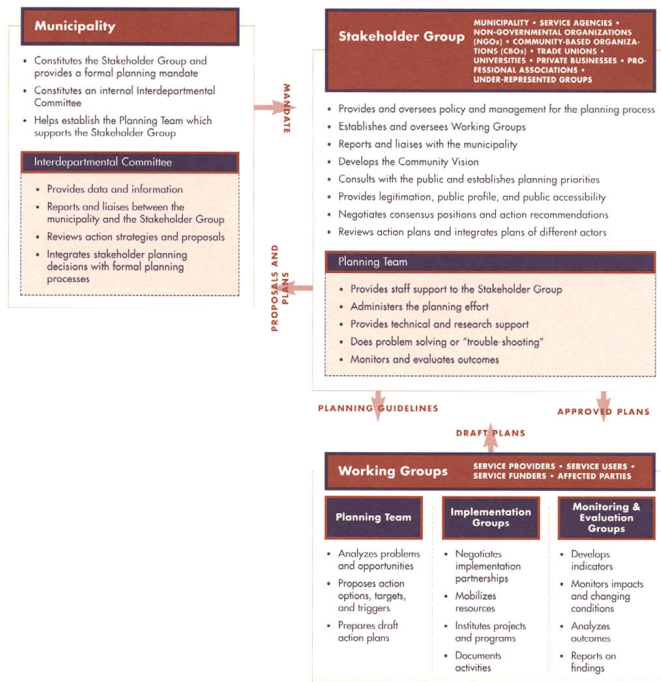 Municipality
• Constitutes the Stakeholder Group and
provides a formal planning mandate
• Constitutes an internal Interdepartmental
Committee
• Helps establish the Planning Team which
supports the Stakeholder Group
Interdepartmental Committee
• Provides data and information
• Reports and liaises between the
municipality and the Stakeholder Group
• Reviews action strategies and proposals
• Integrates stakeholder planning
decisions with formal planning
processes
MANDATE
PROPOSALS AND
PLANS
Stakeholder Group
MUNICIPALITY • SERVICE AGENCIES •
NON-GOVERNMENTAL ORGANIZATIONS
(NGOs) • COMMUNITY-BASED ORGANIZA-
TIONS (CBOs) • TRADE UNIONS •
UNIVERSITIES • PRIVATE BUSINESSES • PRO-
FESSIONAL ASSOCIATIONS •
UNDER-REPRESENTED GROUPS
• Provides and oversees policy and management for the planning process
• Establishes and oversees Working Groups
• Reports and liaises with the municipality
• Develops the Community Vision
• Consults with the public and establishes planning priorities
• Provides legitimation, public profile, and public accessibility
• Negotiates consensus positions and action recommendations
• Reviews action plans and integrates plans of different actors
Planning Team
• Provides staff support to the Stakeholder Group
• Administers the planning effort
• Provides technical and research support
• Does problem solving or "trouble-shooting"
• Monitors and evaluates outcomes
PLANNING GUIDELINES
APPROVED PLANS
DRAFT PLANS
Working Groups
SERVICE PROVIDERS • SERVICE USERS •
SERVICE FUNDERS • AFFECTED PARTIES
Planning Team
• Analyzes problems
and opportunities
• Proposes action
options, targets,
and triggers
• Prepares draft
action plans
Implementation
Groups
• Negotiates
implementation
partnerships
• Mobilizes
resources
• Institutes projects
and programs
• Documents
activities
Monitoring &
Evaluation
Groups
• Develops
indicators
• Monitors impacts
and changing
conditions
• Analyzes
outcomes
• Reports on
findings